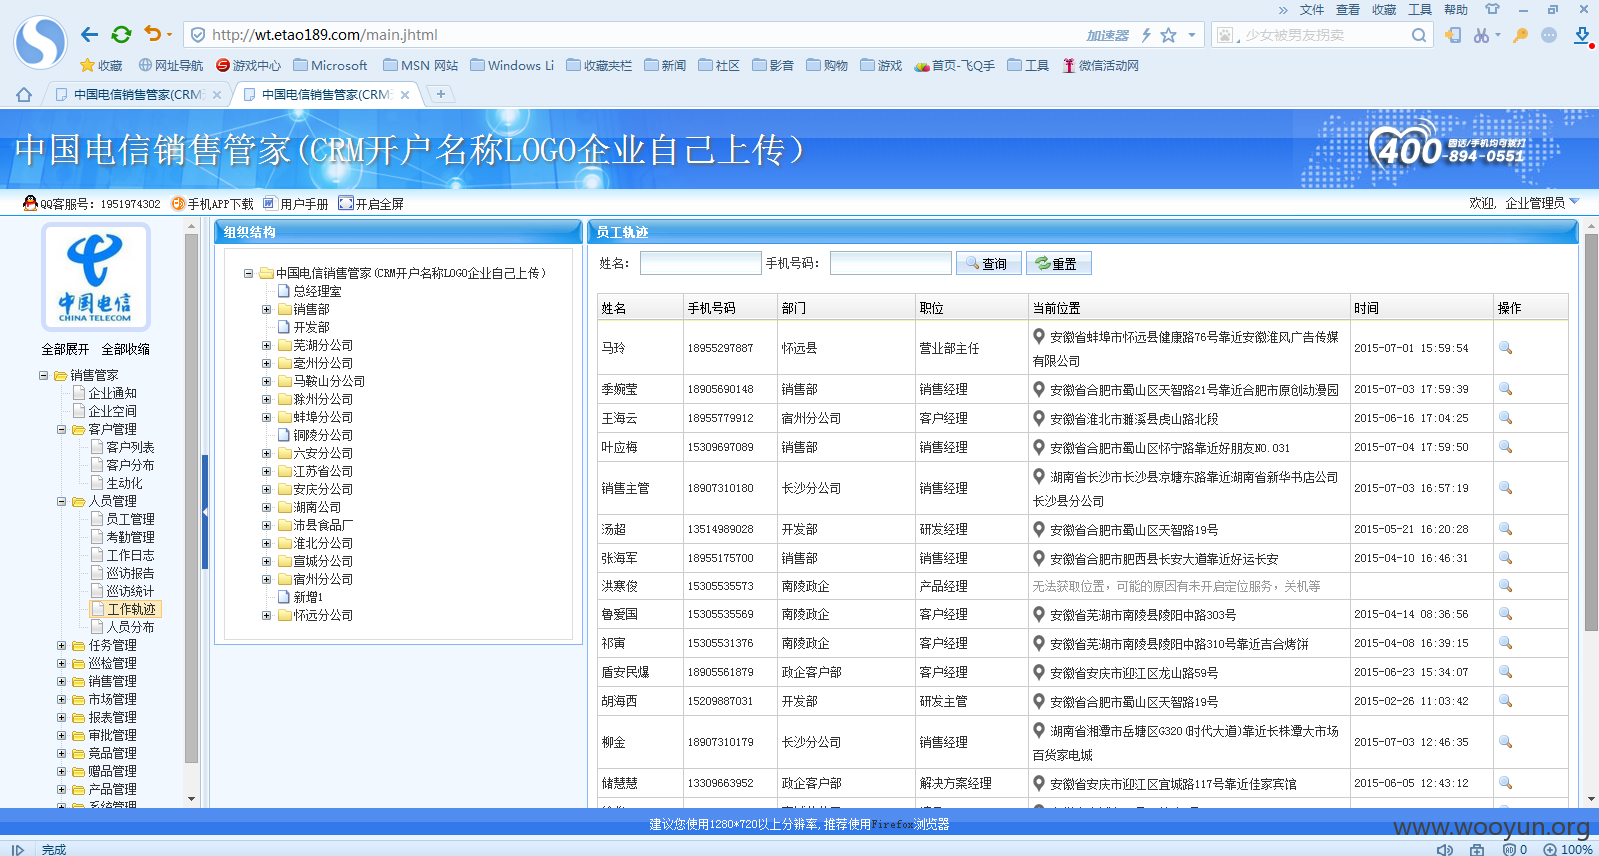 » 文件 查看 收藏 工具 帮助
http://wt.etao189.com/main.jhtml
加速器
少女被男友拐卖
收藏 网址导航 游戏中心 Microsoft MSN 网站 Windows Li 收藏夹栏 新闻 社区 影音 购物 游戏 首页-飞Q手 工具 微信活动网
中国电信销售管家(CRM
中国电信销售管家(CRM
中国电信销售管家(CRM开户名称LOGO企业自己上传)
400 固话/手机均可拨打
-894-0551
QQ客服号: 1951974302 手机APP下载 用户手册 开启全屏
欢迎, 企业管理员
中国电信
CHINA TELECOM
全部展开 全部收缩
销售管家
企业通知
企业空间
客户管理
客户列表
客户分布
生动化
人员管理
员工管理
考勤管理
工作日志
巡访报告
巡访统计
工作轨迹
人员分布
任务管理
巡检管理
销售管理
市场管理
报表管理
审批管理
竞品管理
赠品管理
产品管理
系统管理
组织结构
中国电信销售管家(CRM开户名称LOGO企业自己上传)
总经理室
销售部
开发部
芜湖分公司
亳州分公司
马鞍山分公司
滁州分公司
蚌埠分公司
铜陵分公司
六安分公司
江苏省公司
安庆分公司
湖南公司
沛县食品厂
淮北分公司
宣城分公司
宿州分公司
新增1
怀远分公司
员工轨迹
姓名: 手机号码: 查询 重置
姓名 手机号码 部门 职位 当前位置 时间 操作
马玲 18955297887 怀远县 营业部主任 安徽省蚌埠市怀远县健康路76号靠近安徽淮风广告传媒有限公司 2015-07-01 15:59:54
季婉莹 18905690148 销售部 销售经理 安徽省合肥市蜀山区天智路21号靠近合肥市原创动漫园 2015-07-03 17:59:39
王海云 18955779912 宿州分公司 客户经理 安徽省淮北市濉溪县虎山路北段 2015-06-16 17:04:25
叶应梅 15309697089 销售部 销售经理 安徽省合肥市蜀山区怀宁路靠近好朋友NO.031 2015-07-04 17:59:50
销售主管 18907310180 长沙分公司 销售经理 湖南省长沙市长沙县京塘东路靠近湖南省新华书店公司长沙县分公司 2015-07-03 16:57:19
汤超 13514989028 开发部 研发经理 安徽省合肥市蜀山区天智路19号 2015-05-21 16:20:28
张海军 18955175700 销售部 销售经理 安徽省合肥市肥西县长安大道靠近好运长安 2015-04-10 16:46:31
洪寒俊 15305535573 南陵政企 产品经理 无法获取位置，可能的原因有未开启定位服务，关机等
鲁爱国 15305535569 南陵政企 客户经理 安徽省芜湖市南陵县陵阳中路303号 2015-04-14 08:36:56
祁寅 15305531376 南陵政企 客户经理 安徽省芜湖市南陵县陵阳中路310号靠近吉合烤饼 2015-04-08 16:39:15
盾安民爆 18905561879 政企客户部 客户经理 安徽省安庆市迎江区龙山路59号 2015-06-23 15:34:07
胡海西 15209887031 开发部 研发主管 安徽省合肥市蜀山区天智路19号 2015-02-26 11:03:42
柳金 18907310179 长沙分公司 销售经理 湖南省湘潭市岳塘区G320(时代大道)靠近长株潭大市场百货家电城 2015-07-03 12:46:35
储慧慧 13309663952 政企客户部 解决方案经理 安徽省安庆市迎江区宜城路117号靠近佳家宾馆 2015-06-05 12:43:12
建议您使用1280*720以上分辨率,推荐使用Firefox浏览器
www.wooyun.org
完成
0
100%